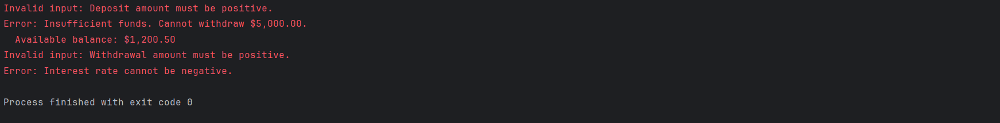 Invalid input: Deposit amount must be positive.
Error: Insufficient funds. Cannot withdraw $5,000.00.
  Available balance: $1,200.50
Invalid input: Withdrawal amount must be positive.
Error: Interest rate cannot be negative.

Process finished with exit code 0